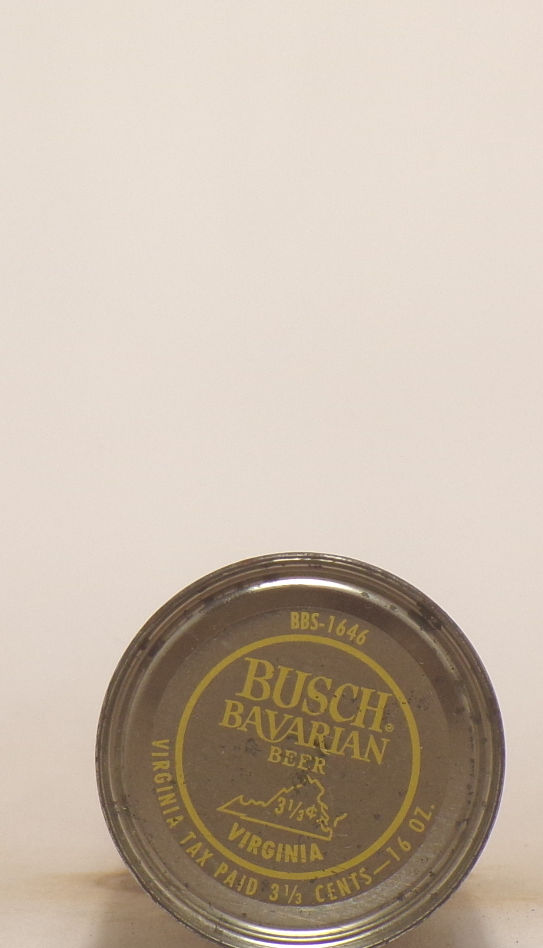 BBS-1646
BUSCH®
BAVARIAN
BEER
3⅓¢
VIRGINIA
VIRGINIA TAX PAID 3⅓ CENTS—16 OZ.